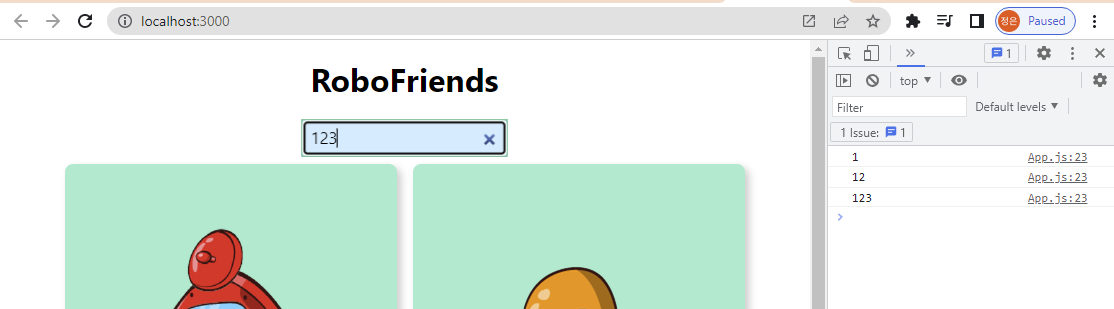 localhost:3000
정은 Paused
RoboFriends
123
1
top
Filter
Default levels
1 Issue: 1
1 App.js:23
12 App.js:23
123 App.js:23